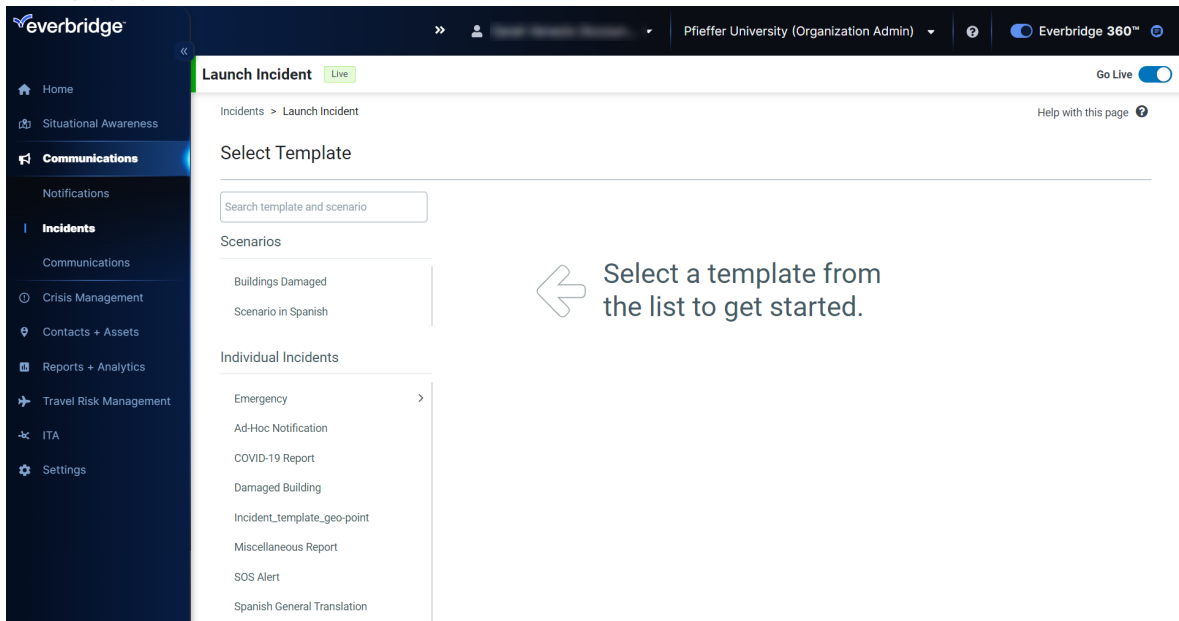 everbridge™
Pfieffer University (Organization Admin)
Everbridge 360™
Home
Situational Awareness
Communications
Notifications
Incidents
Communications
Crisis Management
Contacts + Assets
Reports + Analytics
Travel Risk Management
ITA
Settings
Launch Incident Live
Go Live
Incidents > Launch Incident
Help with this page
Select Template
Search template and scenario
Scenarios
Buildings Damaged
Scenario in Spanish
Individual Incidents
Emergency
Ad-Hoc Notification
COVID-19 Report
Damaged Building
Incident_template_geo-point
Miscellaneous Report
SOS Alert
Spanish General Translation
Select a template from
the list to get started.